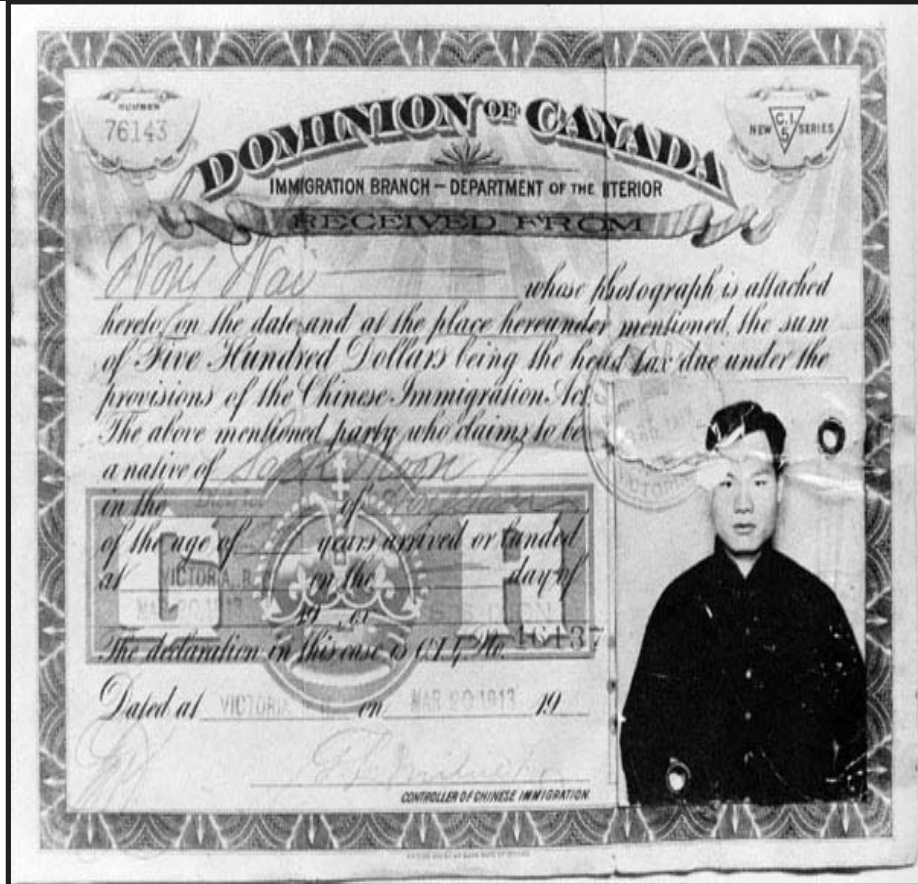 NUMBER
76143
NEW C.I. 5 SERIES
DOMINION OF CANADA
IMMIGRATION BRANCH – DEPARTMENT OF THE ITERIOR
RECEIVED FROM
Wai
whose photograph is attached
hereto on the date and at the place hereunder mentioned, the sum
of Five Hundred Dollars being the head tax due under the
provisions of the Chinese Immigration Act
The above mentioned party who claims to be
a native of
in the of
of the age of years arrived or landed
at VICTORIA, B. on the day of
MAR 20 1913 19
The declaration in this case is C.I.4. No. 46137
Dated at VICTORIA on MAR 20 1913 19
CONTROLLER OF CHINESE IMMIGRATION